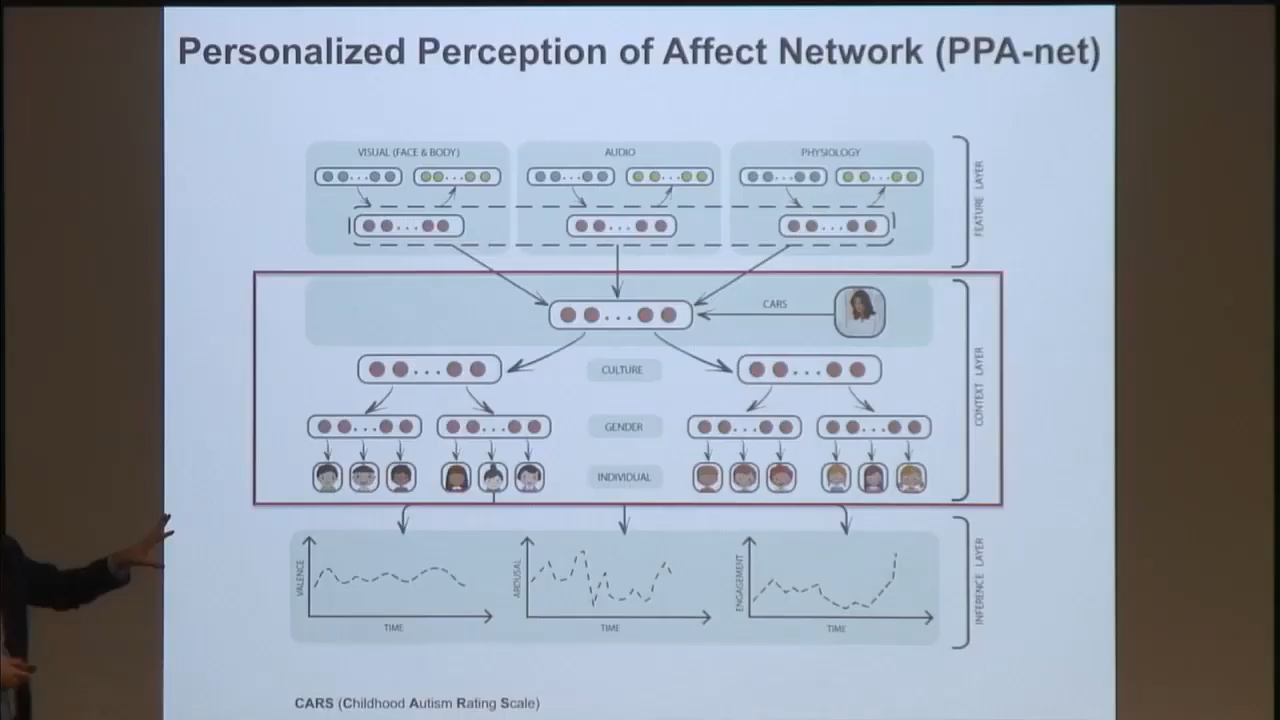 Personalized Perception of Affect Network (PPA-net)
VISUAL (FACE & BODY)
AUDIO
PHYSIOLOGY
FEATURE LAYER
CARS
CULTURE
GENDER
INDIVIDUAL
CONTEXT LAYER
VALENCE
TIME
AROUSAL
TIME
ENGAGEMENT
TIME
INFERENCE LAYER
CARS (Childhood Autism Rating Scale)